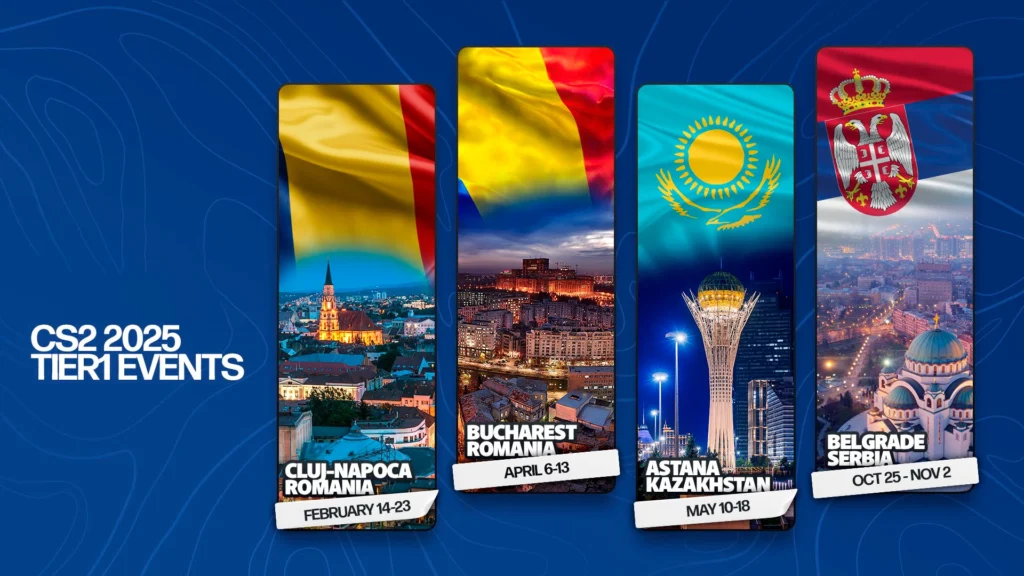 CS2 2025
TIER1 EVENTS
CLUJ-NAPOCA
ROMANIA
FEBRUARY 14-23
BUCHAREST
ROMANIA
APRIL 6-13
ASTANA
KAZAKHSTAN
MAY 10-18
BELGRADE
SERBIA
OCT 25 - NOV 2